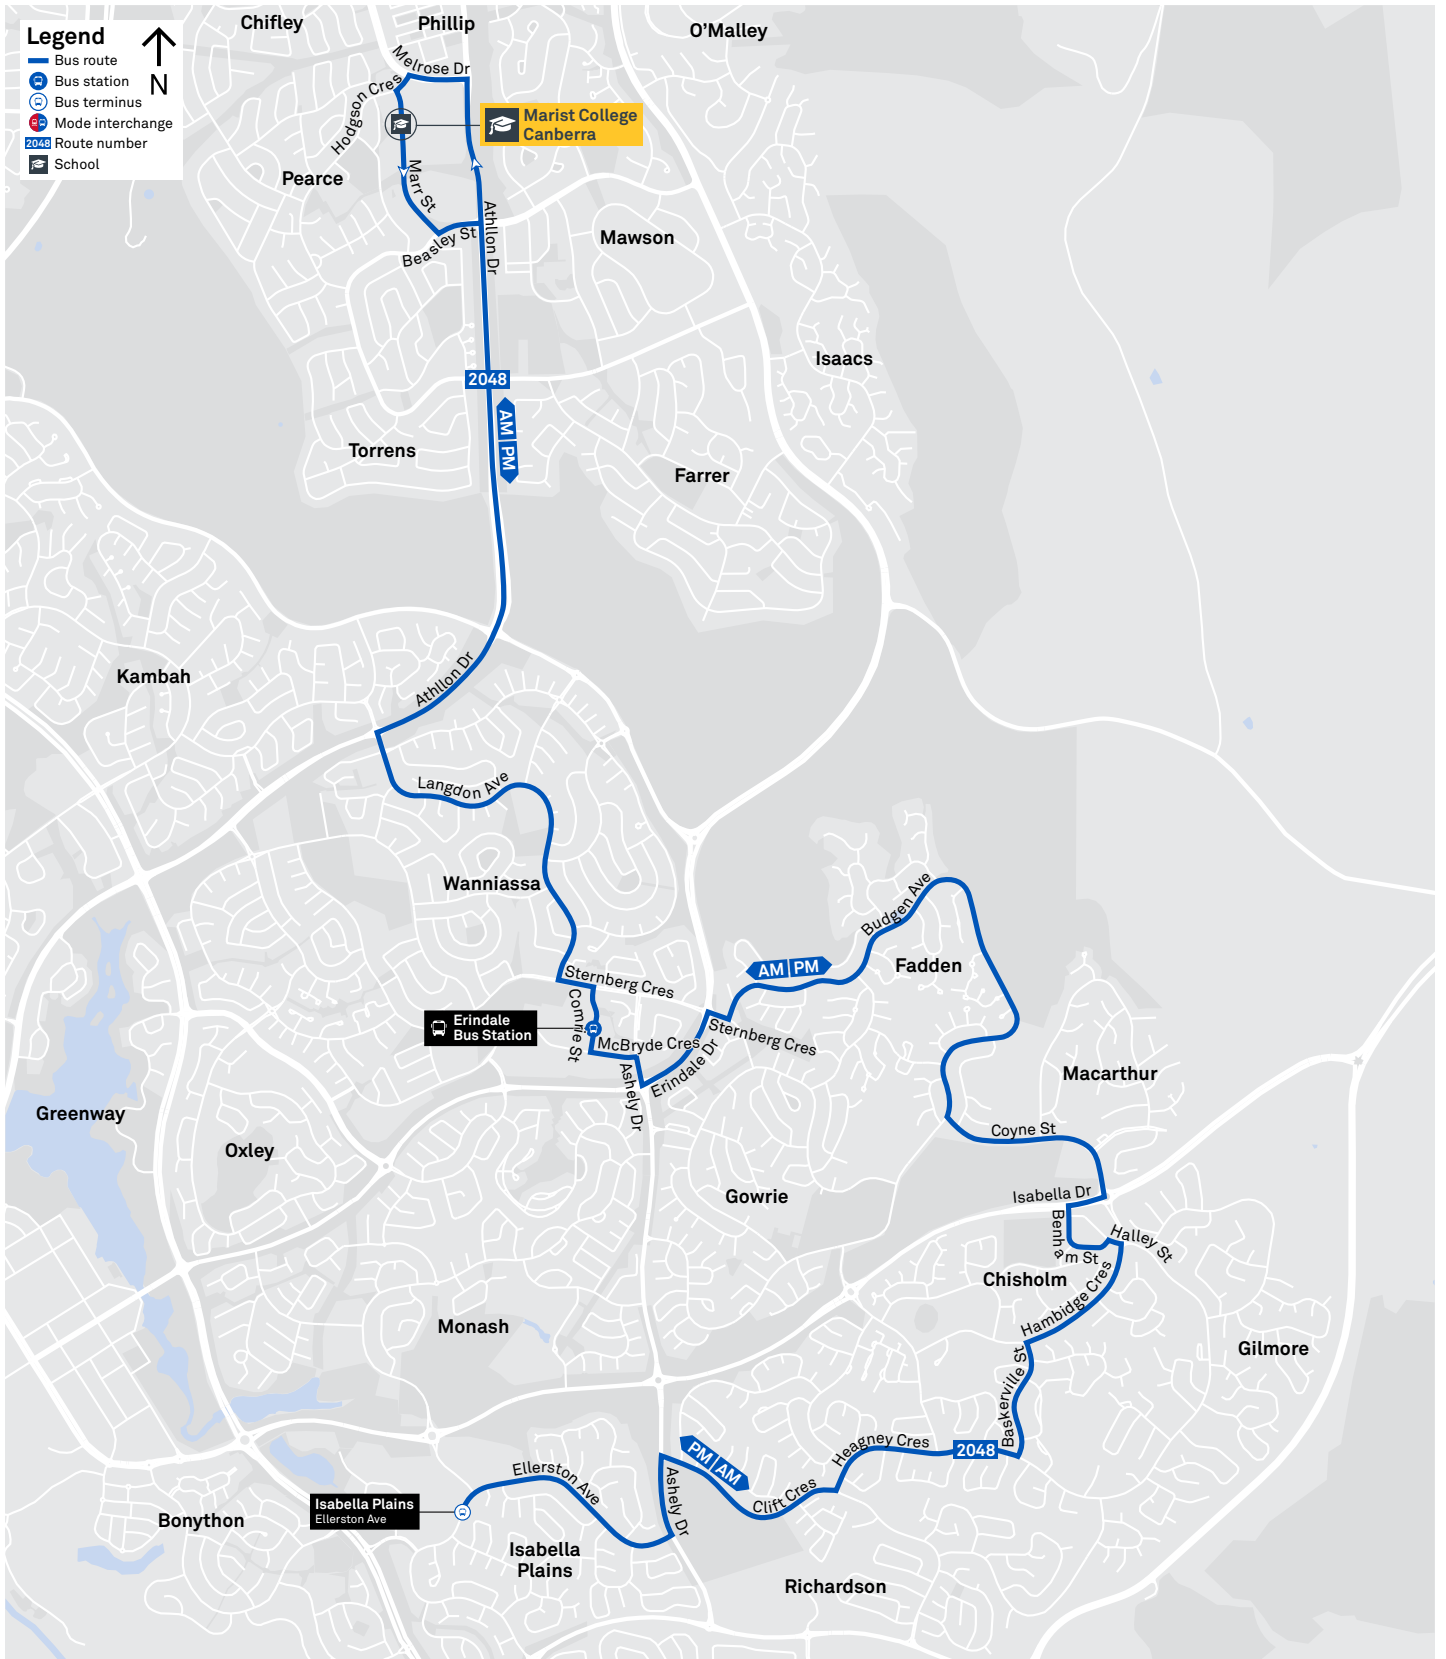 Chifley
Phillip
O'Malley
Legend
Bus route
Bus station
Bus terminus
Mode interchange
2048 Route number
School
N
Melrose Dr
Hodgson Cres
Marist College
Canberra
Pearce
Marr St
Athllon Dr
Beasley St
Mawson
Isaacs
2048
AM PM
Torrens
Farrer
Kambah
Athllon Dr
Langdon Ave
Wanniassa
Budgen Ave
Fadden
AM PM
Sternberg Cres
Comrie St
Erindale
Bus Station
McBryde Cres
Sternberg Cres
Erindale Dr
Ashely Dr
Macarthur
Greenway
Oxley
Coyne St
Gowrie
Isabella Dr
Benham St
Halley St
Chisholm
Hambidge Cres
Monash
Gilmore
Baskerville St
Heagney Cres
2048
PM AM
Clift Cres
Ellerston Ave
Ashely Dr
Isabella Plains
Ellerston Ave
Bonython
Isabella
Plains
Richardson